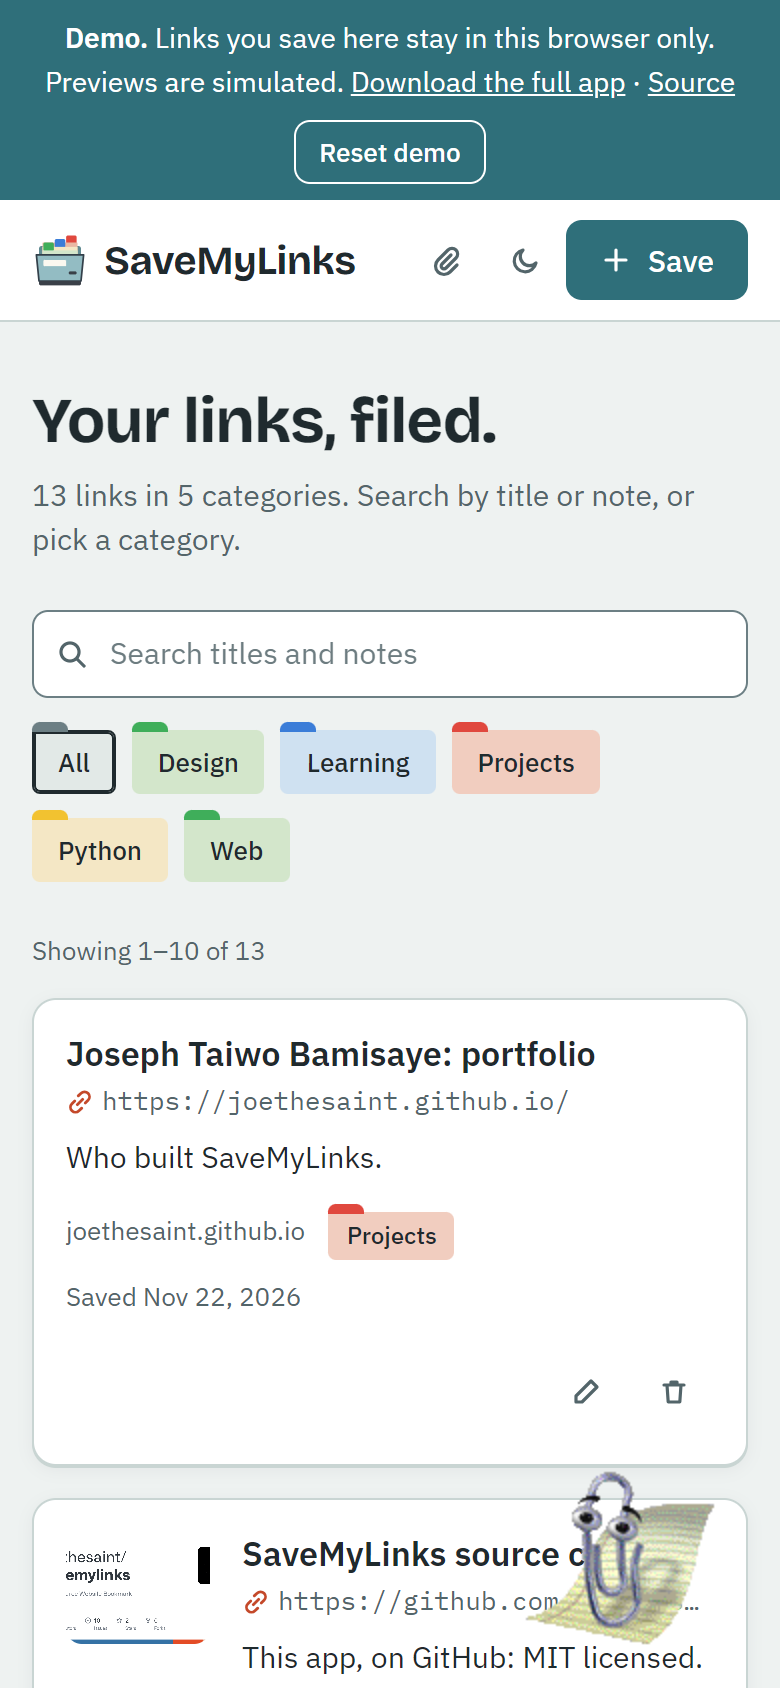 Demo. Links you save here stay in this browser only.
Previews are simulated. Download the full app · Source
Reset demo
SaveMyLinks
Save
Your links, filed.
13 links in 5 categories. Search by title or note, or
pick a category.
Search titles and notes
All
Design
Learning
Projects
Python
Web
Showing 1–10 of 13
Joseph Taiwo Bamisaye: portfolio
https://joethesaint.github.io/
Who built SaveMyLinks.
joethesaint.github.io
Projects
Saved Nov 22, 2026
:hesaint/
emylinks
SaveMyLinks source
https://github.com
This app, on GitHub: MIT licensed.